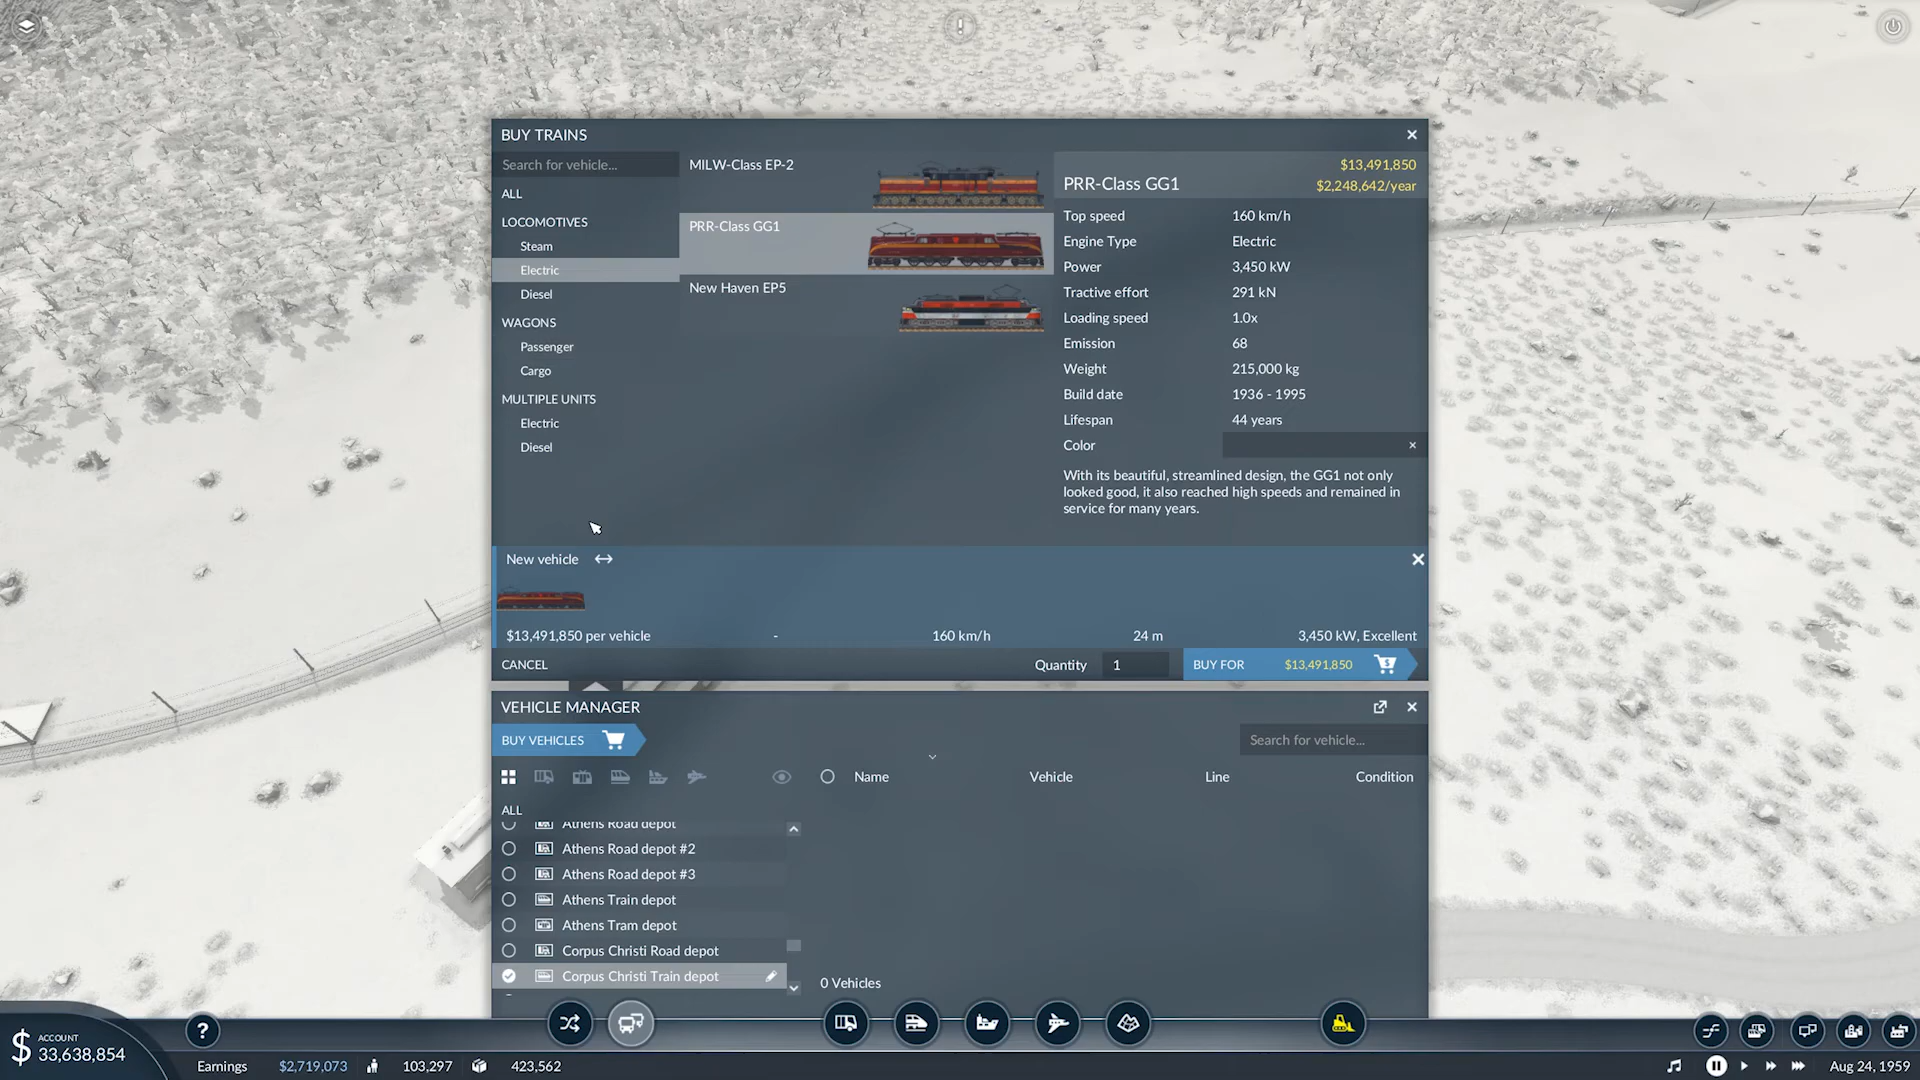 BUY TRAINS
Search for vehicle...
ALL
LOCOMOTIVES
Steam
Electric
Diesel
WAGONS
Passenger
Cargo
MULTIPLE UNITS
Electric
Diesel
MILW-Class EP-2
PRR-Class GG1
New Haven EP5
$13,491,850
PRR-Class GG1
$2,248,642/year
Top speed 160 km/h
Engine Type Electric
Power 3,450 kW
Tractive effort 291 kN
Loading speed 1.0x
Emission 68
Weight 215,000 kg
Build date 1936 - 1995
Lifespan 44 years
Color
With its beautiful, streamlined design, the GG1 not only
looked good, it also reached high speeds and remained in
service for many years.
New vehicle
$13,491,850 per vehicle - 160 km/h 24 m 3,450 kW, Excellent
CANCEL Quantity 1 BUY FOR $13,491,850
VEHICLE MANAGER
BUY VEHICLES
Search for vehicle...
Name Vehicle Line Condition
ALL
Athens Road depot
Athens Road depot #2
Athens Road depot #3
Athens Train depot
Athens Tram depot
Corpus Christi Road depot
Corpus Christi Train depot
0 Vehicles
$ ACCOUNT
33,638,854
?
Earnings $2,719,073 103,297 423,562
Aug 24, 1959